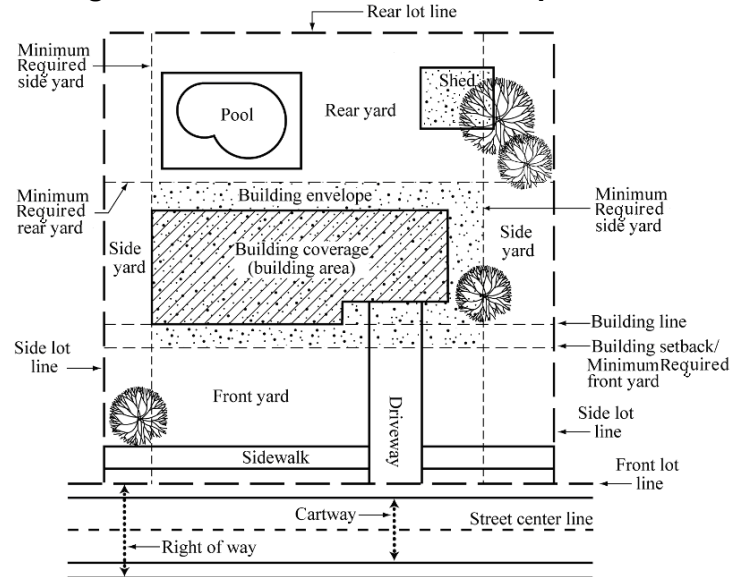 Rear lot line
Minimum
Required
side yard
Pool
Rear yard
Shed
Minimum
Required
rear yard
Building envelope
Minimum
Required
side yard
Side
yard
Building coverage
(building area)
Side
yard
Building line
Building setback/
Minimum Required
front yard
Side lot
line
Front yard
Driveway
Side lot
line
Sidewalk
Front lot
line
Cartway
Street center line
Right of way